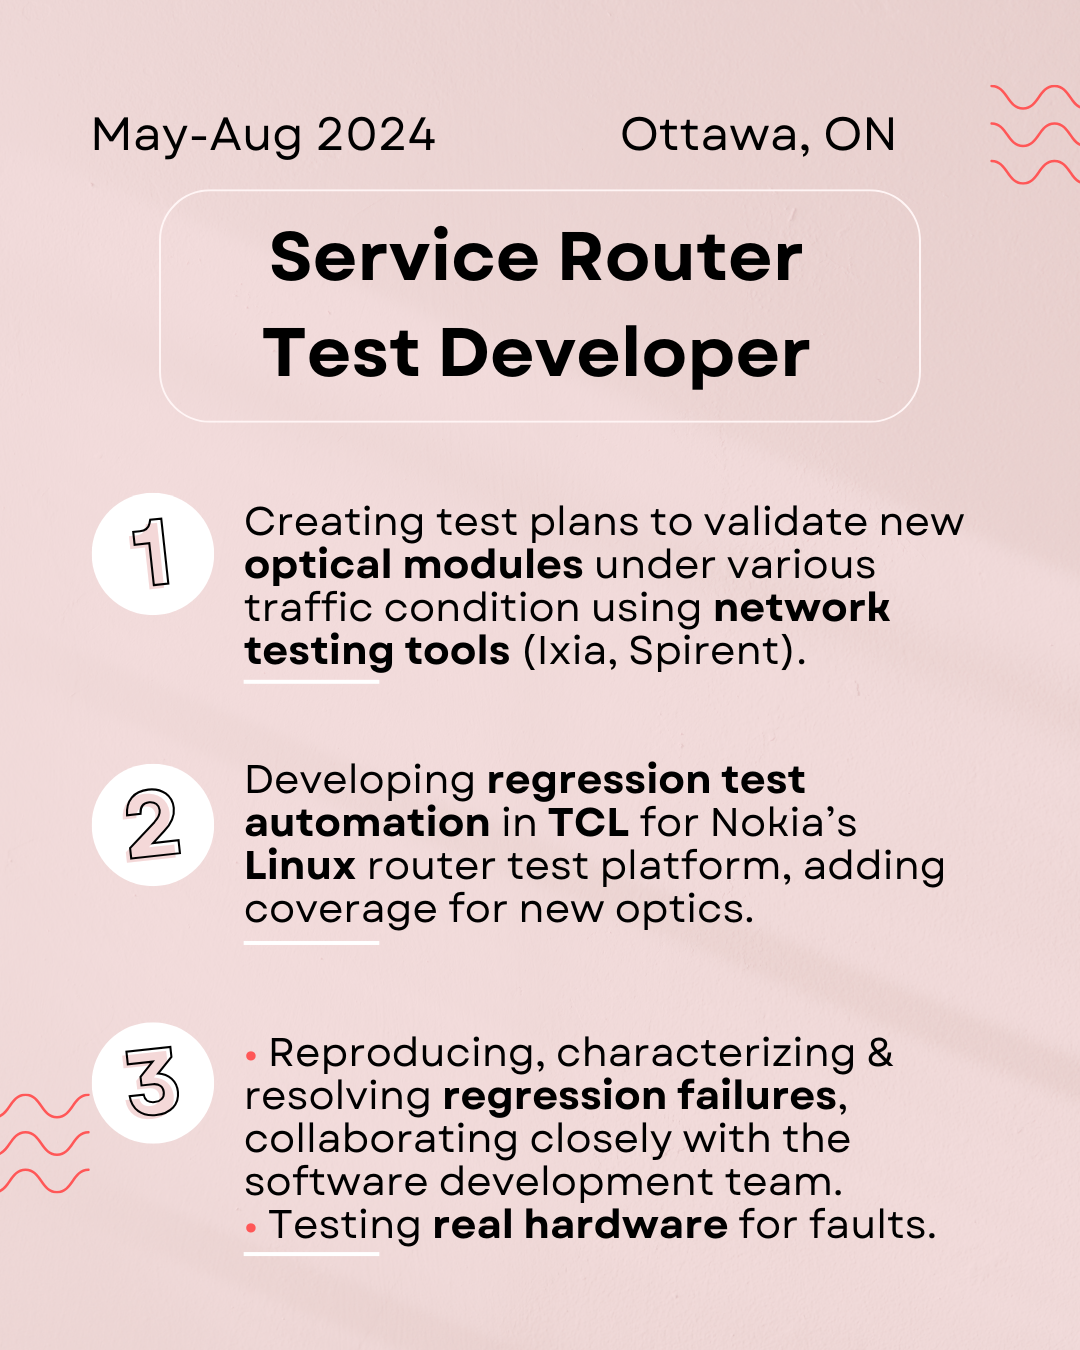 May-Aug 2024
Ottawa, ON
Service Router
Test Developer
1
Creating test plans to validate new
optical modules under various
traffic condition using network
testing tools (Ixia, Spirent).
2
Developing regression test
automation in TCL for Nokia’s
Linux router test platform, adding
coverage for new optics.
3
• Reproducing, characterizing &
resolving regression failures,
collaborating closely with the
software development team.
• Testing real hardware for faults.